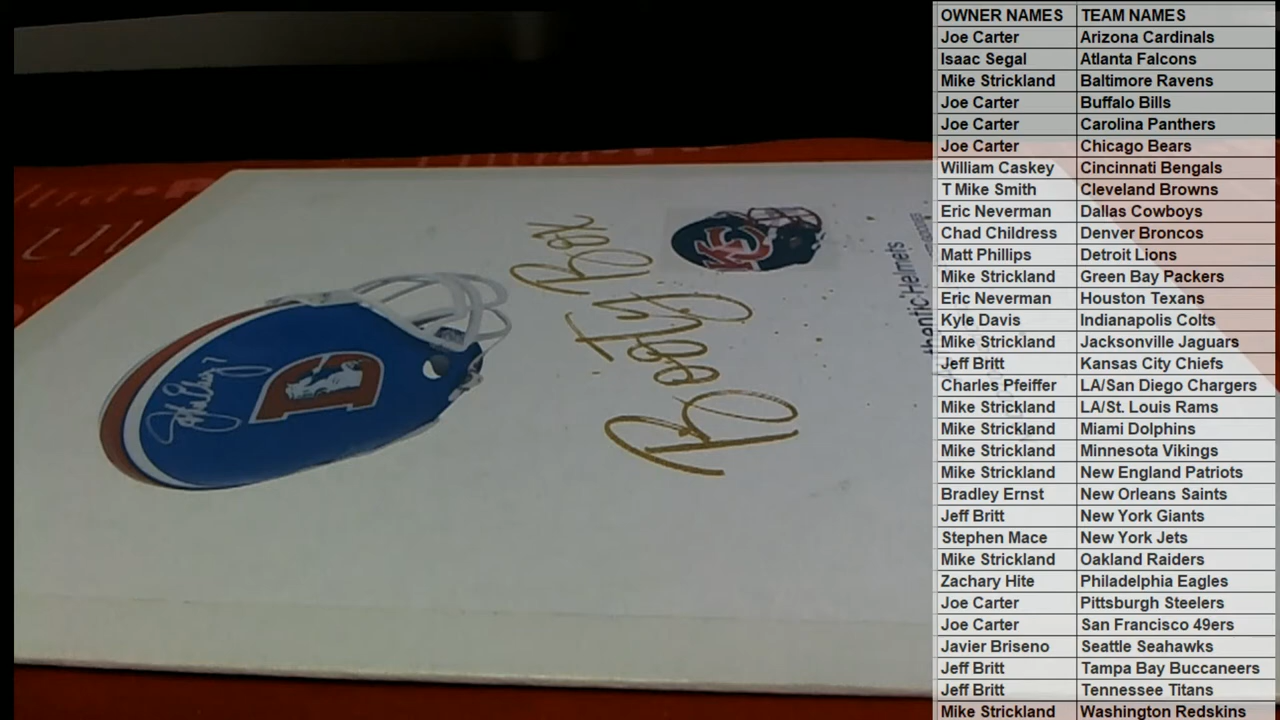 OWNER NAMES TEAM NAMES
Joe Carter Arizona Cardinals
Isaac Segal Atlanta Falcons
Mike Strickland Baltimore Ravens
Joe Carter Buffalo Bills
Joe Carter Carolina Panthers
Joe Carter Chicago Bears
William Caskey Cincinnati Bengals
T Mike Smith Cleveland Browns
Eric Neverman Dallas Cowboys
Chad Childress Denver Broncos
Matt Phillips Detroit Lions
Mike Strickland Green Bay Packers
Eric Neverman Houston Texans
Kyle Davis Indianapolis Colts
Mike Strickland Jacksonville Jaguars
Jeff Britt Kansas City Chiefs
Charles Pfeiffer LA/San Diego Chargers
Mike Strickland LA/St. Louis Rams
Mike Strickland Miami Dolphins
Mike Strickland Minnesota Vikings
Mike Strickland New England Patriots
Bradley Ernst New Orleans Saints
Jeff Britt New York Giants
Stephen Mace New York Jets
Mike Strickland Oakland Raiders
Zachary Hite Philadelphia Eagles
Joe Carter Pittsburgh Steelers
Joe Carter San Francisco 49ers
Javier Briseno Seattle Seahawks
Jeff Britt Tampa Bay Buccaneers
Jeff Britt Tennessee Titans
Mike Strickland Washington Redskins
Booty Box
thentic Helmets
D
7